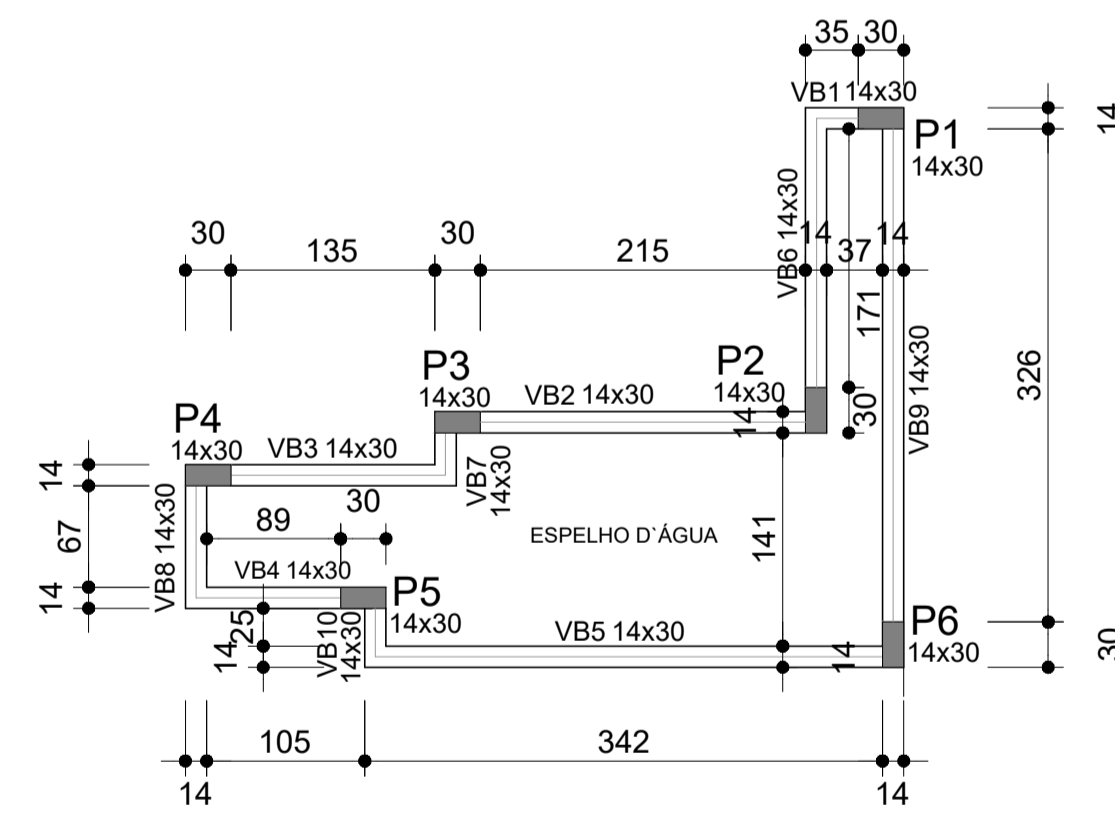 35 30
VB1 14x30
14
P1
14x30
30 135 30 215 14 37 14
VB6 14x30
171
VB9 14x30
326
P3
14x30
VB2 14x30
P2
14x30
14
30
P4
14x30
VB3 14x30
VB7
14x30
14
67
14
VB8 14x30
89 30
ESPELHO D`ÁGUA
141
VB4 14x30
P5
14x30
25
14
VB10
14x30
VB5 14x30
14
P6
14x30
30
105 342
14 14